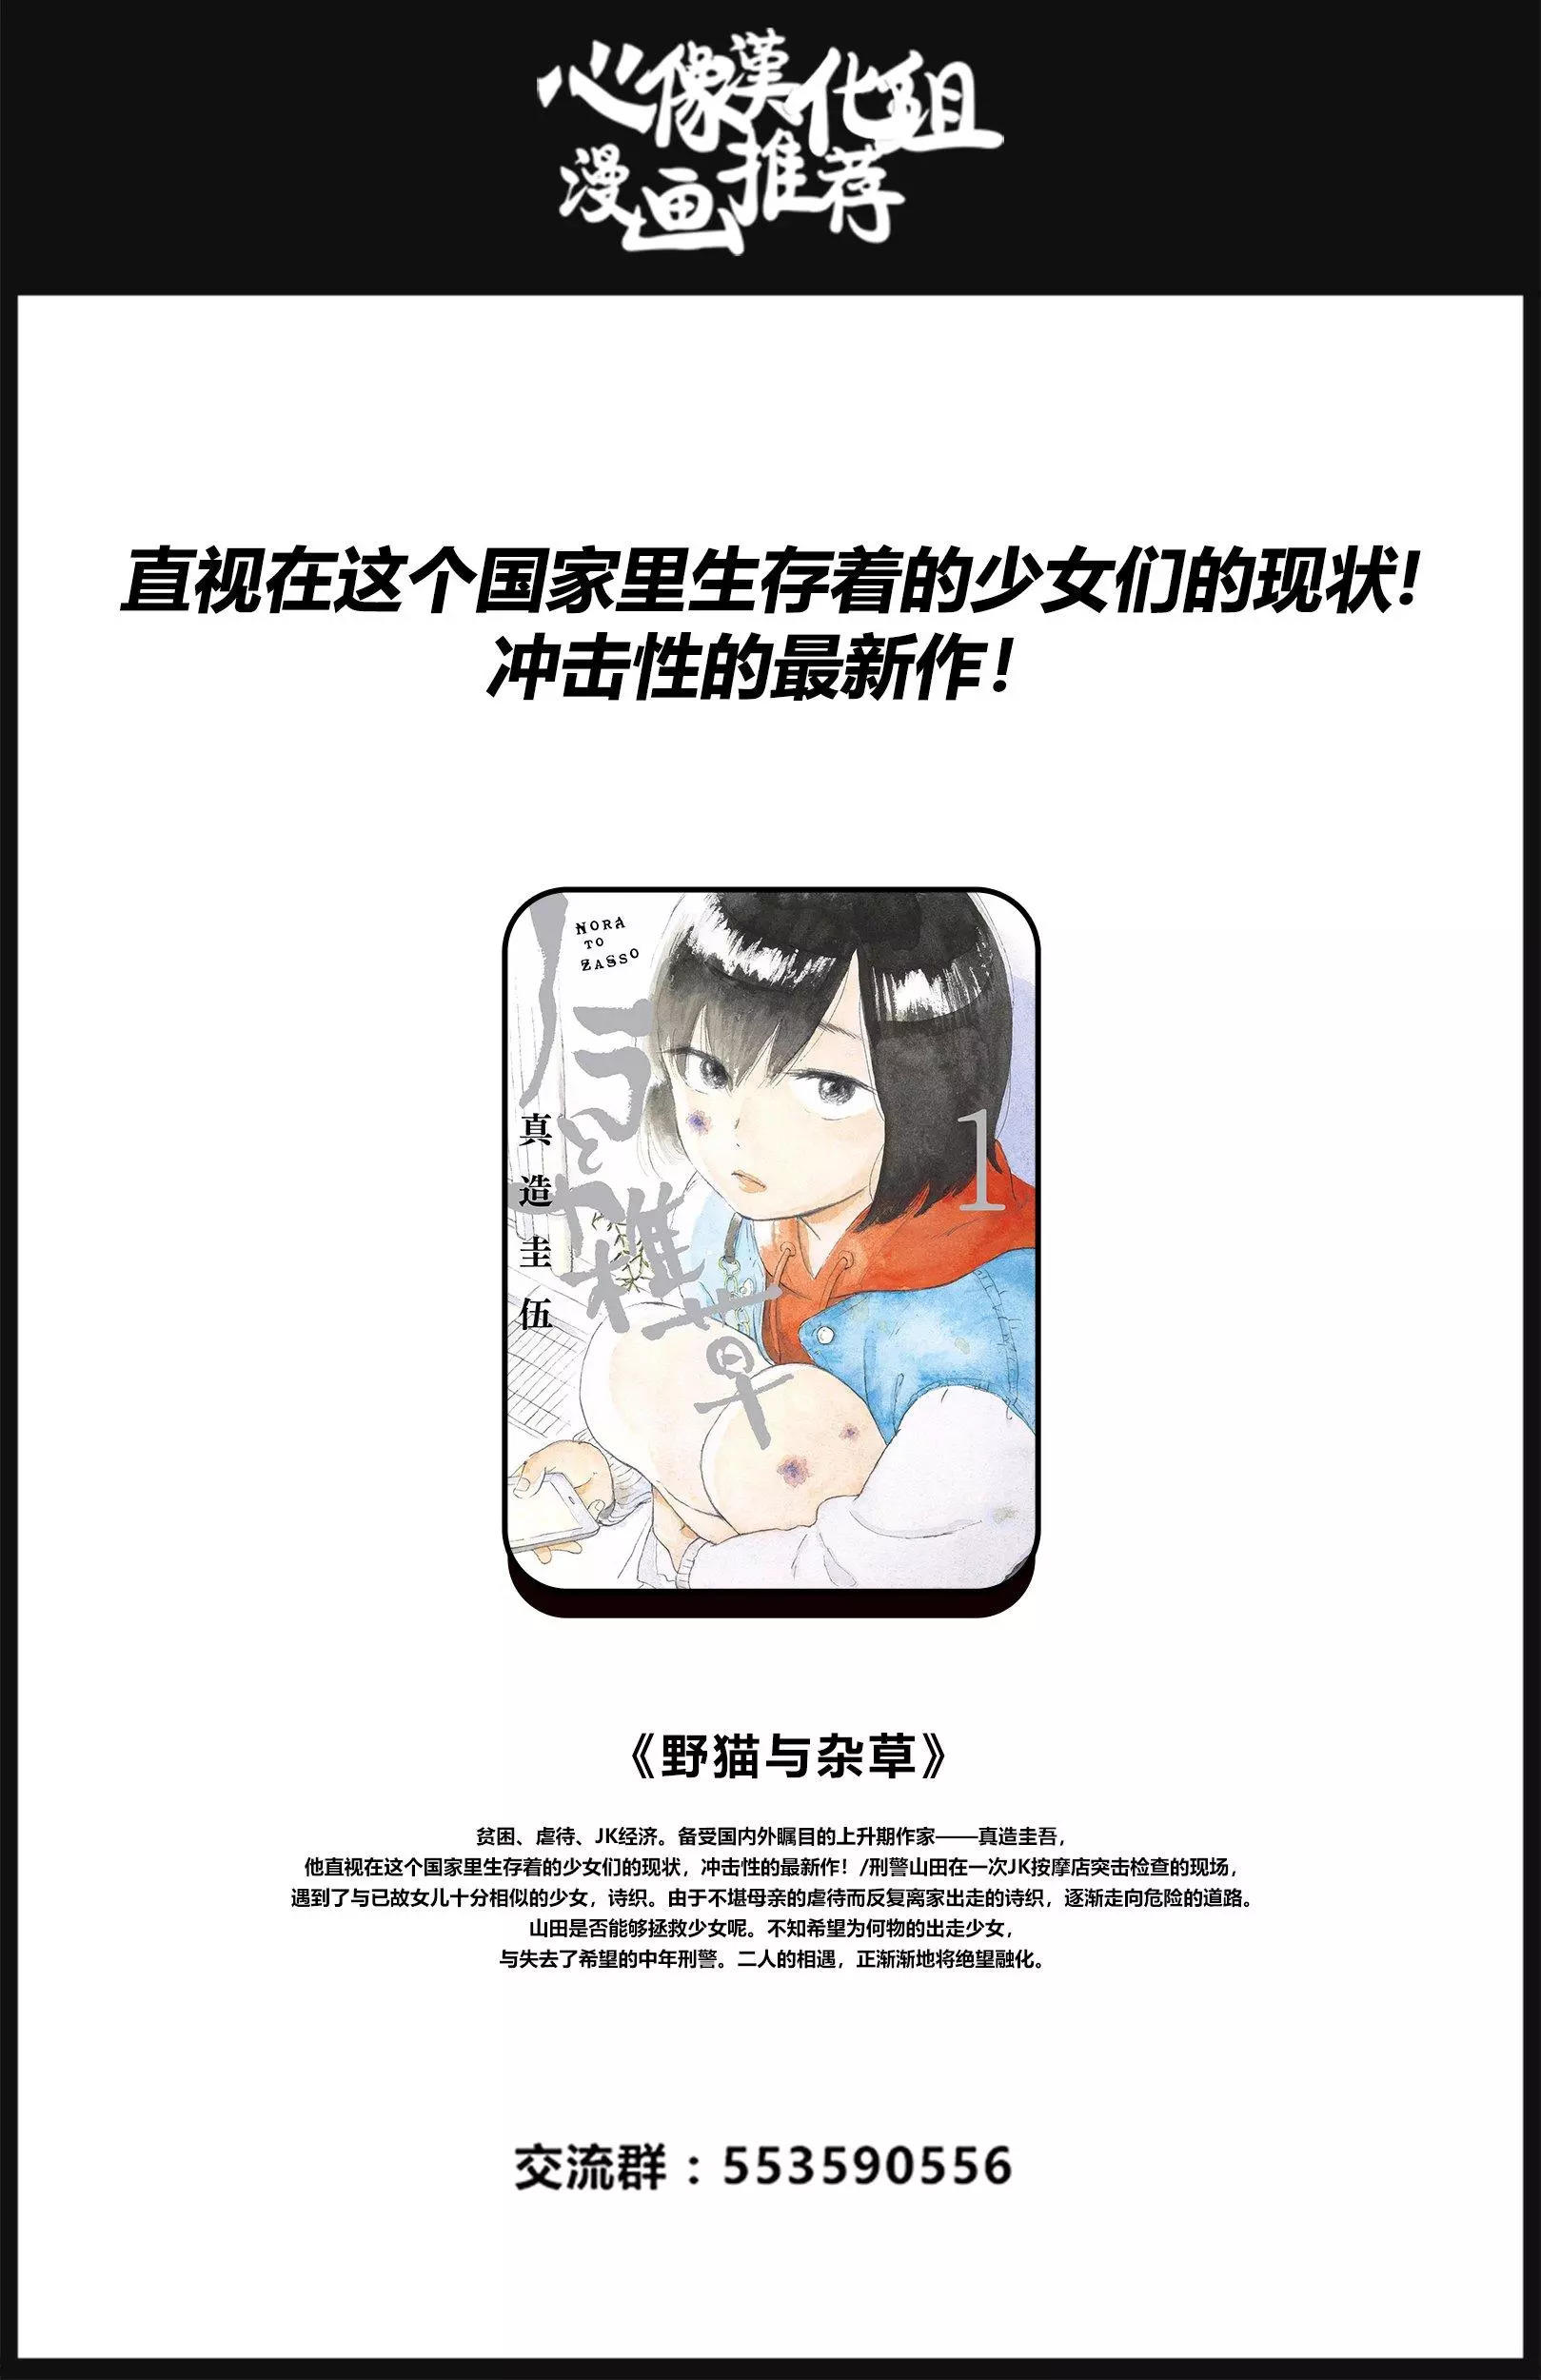 心像漢化组
漫画推荐
直视在这个国家里生存着的少女们的现状！
冲击性的最新作！
NORA
TO
ZASSO
ノラと雑草
真造圭伍
1
《野猫与杂草》
贫困、虐待、JK经济。备受国内外瞩目的上升期作家——真造圭吾，
他直视在这个国家里生存着的少女们的现状，冲击性的最新作！/刑警山田在一次JK按摩店突击检查的现场，
遇到了与已故女儿十分相似的少女，诗织。由于不堪母亲的虐待而反复离家出走的诗织，逐渐走向危险的道路。
山田是否能够拯救少女呢。不知希望为何物的出走少女，
与失去了希望的中年刑警。二人的相遇，正渐渐地将绝望融化。
交流群：553590556